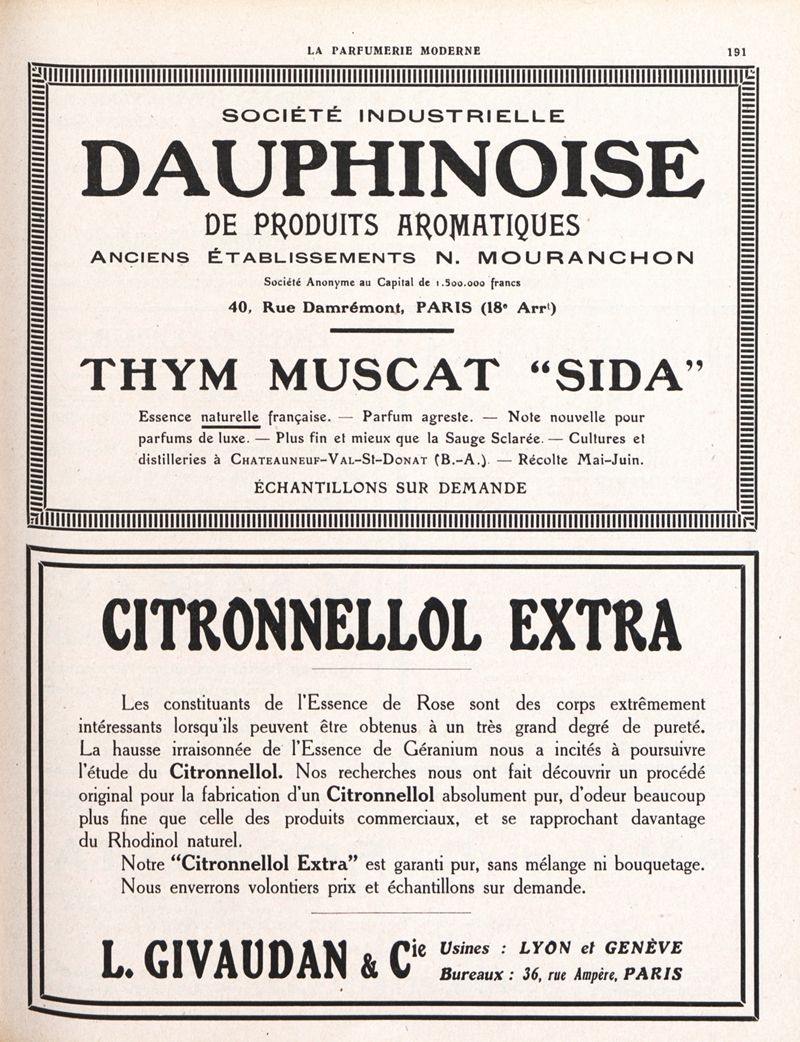 LA PARFUMERIE MODERNE 191
SOCIÉTÉ INDUSTRIELLE
DAUPHINOISE
DE PRODUITS AROMATIQUES
ANCIENS ÉTABLISSEMENTS N. MOURANCHON
Société Anonyme au Capital de 1.500.000 francs
40, Rue Damrémont, PARIS (18e Arrt)
THYM MUSCAT “SIDA”
Essence naturelle française. — Parfum agreste. — Note nouvelle pour
parfums de luxe. — Plus fin et mieux que la Sauge Sclarée. — Cultures et
distilleries à CHATEAUNEUF-VAL-St-DONAT (B.-A.). — Récolte Mai-Juin.
ÉCHANTILLONS SUR DEMANDE
CITRONNELLOL EXTRA
Les constituants de l'Essence de Rose sont des corps extrêmement
intéressants lorsqu'ils peuvent être obtenus à un très grand degré de pureté.
La hausse irraisonnée de l'Essence de Géranium nous a incités à poursuivre
l'étude du Citronnellol. Nos recherches nous ont fait découvrir un procédé
original pour la fabrication d'un Citronnellol absolument pur, d'odeur beaucoup
plus fine que celle des produits commerciaux, et se rapprochant davantage
du Rhodinol naturel.
Notre “Citronnellol Extra” est garanti pur, sans mélange ni bouquetage.
Nous enverrons volontiers prix et échantillons sur demande.
L. GIVAUDAN & Cie Usines : LYON et GENÈVE
Bureaux : 36, rue Ampère, PARIS